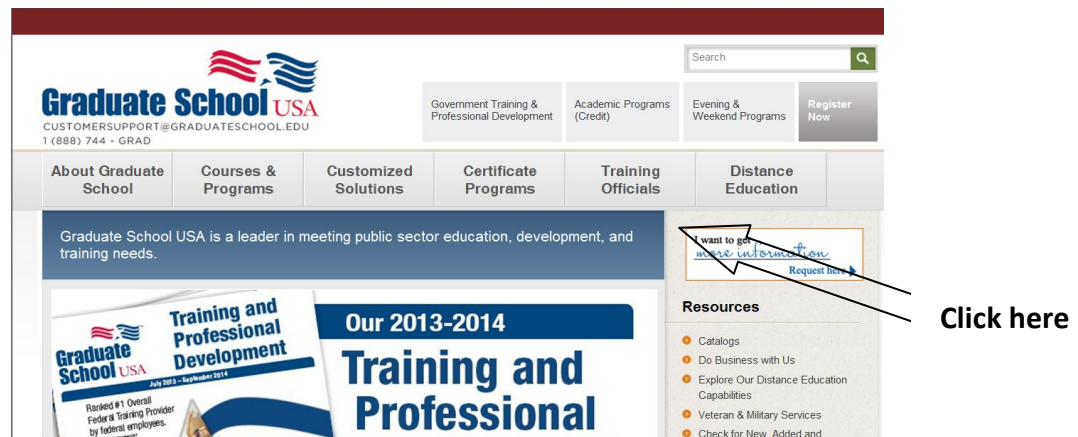 Search
Graduate School USA
CUSTOMERSUPPORT@GRADUATESCHOOL.EDU
1 (888) 744 - GRAD
Government Training &
Professional Development
Academic Programs
(Credit)
Evening &
Weekend Programs
Register
Now
About Graduate
School
Courses &
Programs
Customized
Solutions
Certificate
Programs
Training
Officials
Distance
Education
Graduate School USA is a leader in meeting public sector education, development, and
training needs.
I want to get
more information
Request here
Click here
Resources
Catalogs
Do Business with Us
Explore Our Distance Education
Capabilities
Veteran & Military Services
Check for New, Added and
Graduate
School USA
Training and
Professional
Development
July 2013 – September 2014
Ranked #1 Overall
Federal Training Provider
by federal employees.
Our 2013-2014
Training and
Professional